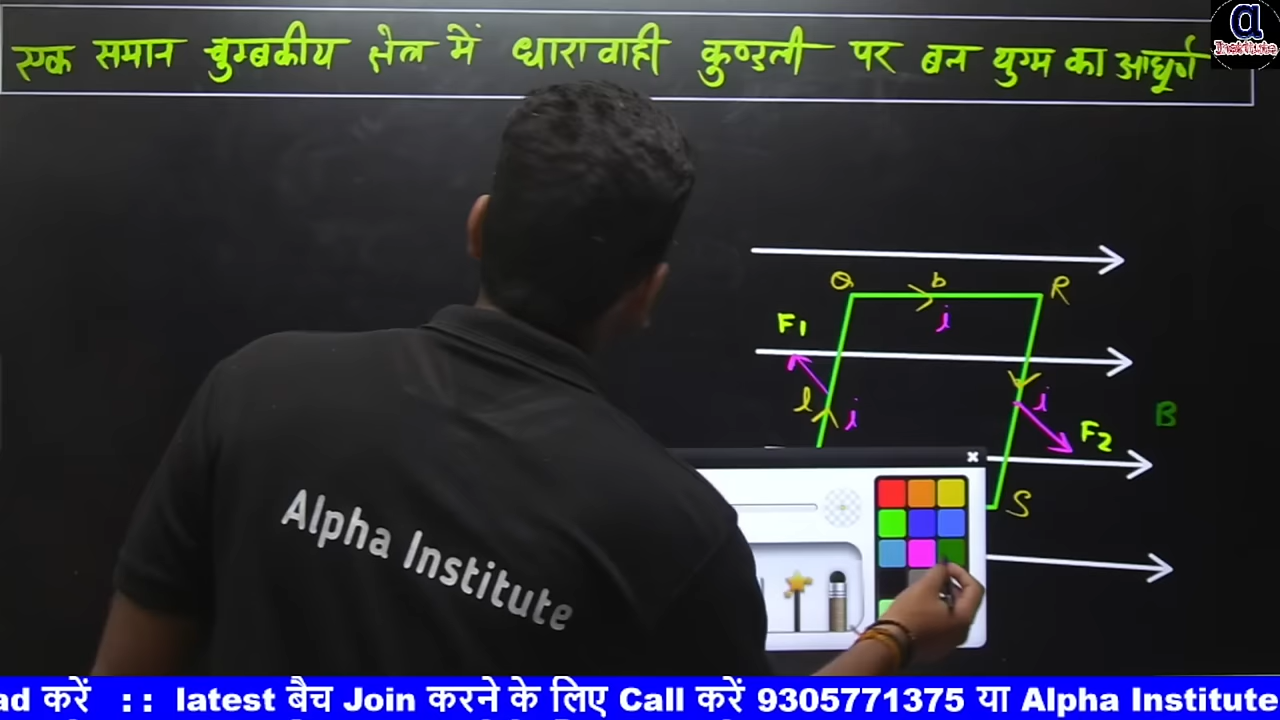 एक समान चुम्बकीय क्षेत्र में धारावाही कुण्डली पर बल युग्म का आघूर्ण
α
Institute
Q b R
i
F1
l i i
F2
B
S
Alpha Institute
ad करें :: latest बैच Join करने के लिए Call करें 9305771375 या Alpha Institute